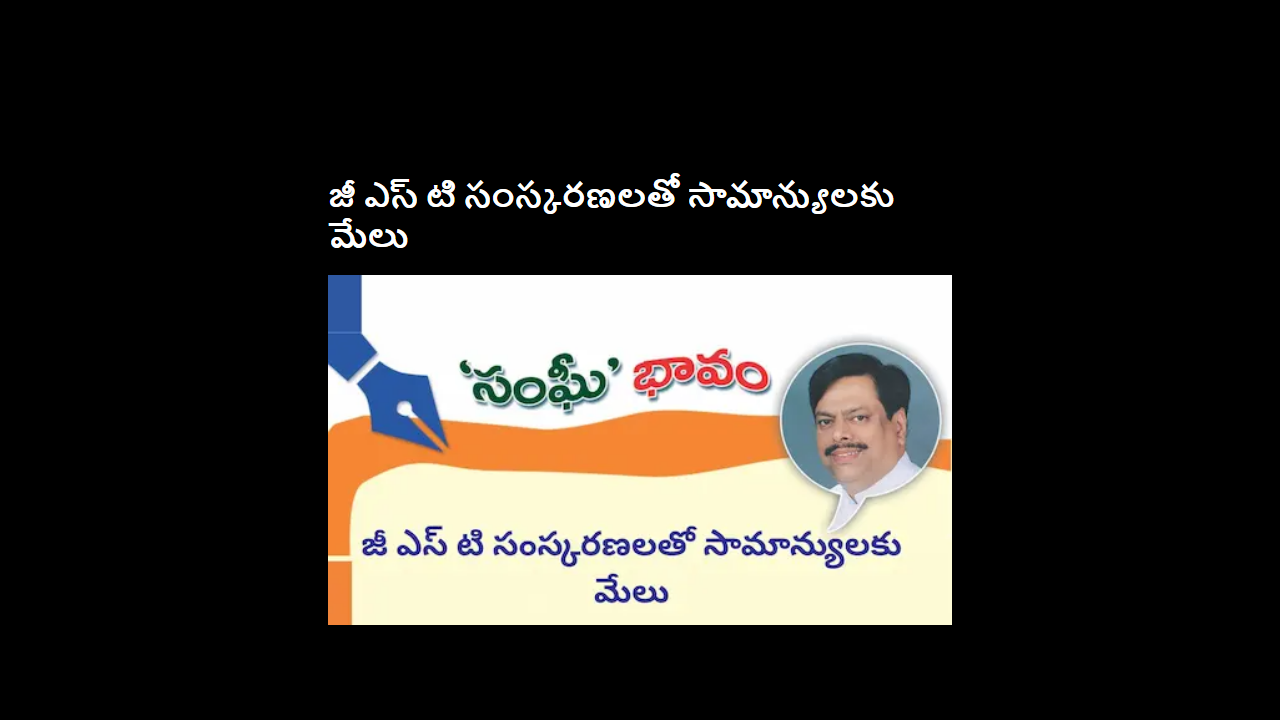 జీ ఎస్ టి సంస్కరణలతో సామాన్యులకు
మేలు
‘సంఘీ’ భావం
జీ ఎస్ టి సంస్కరణలతో సామాన్యులకు
మేలు